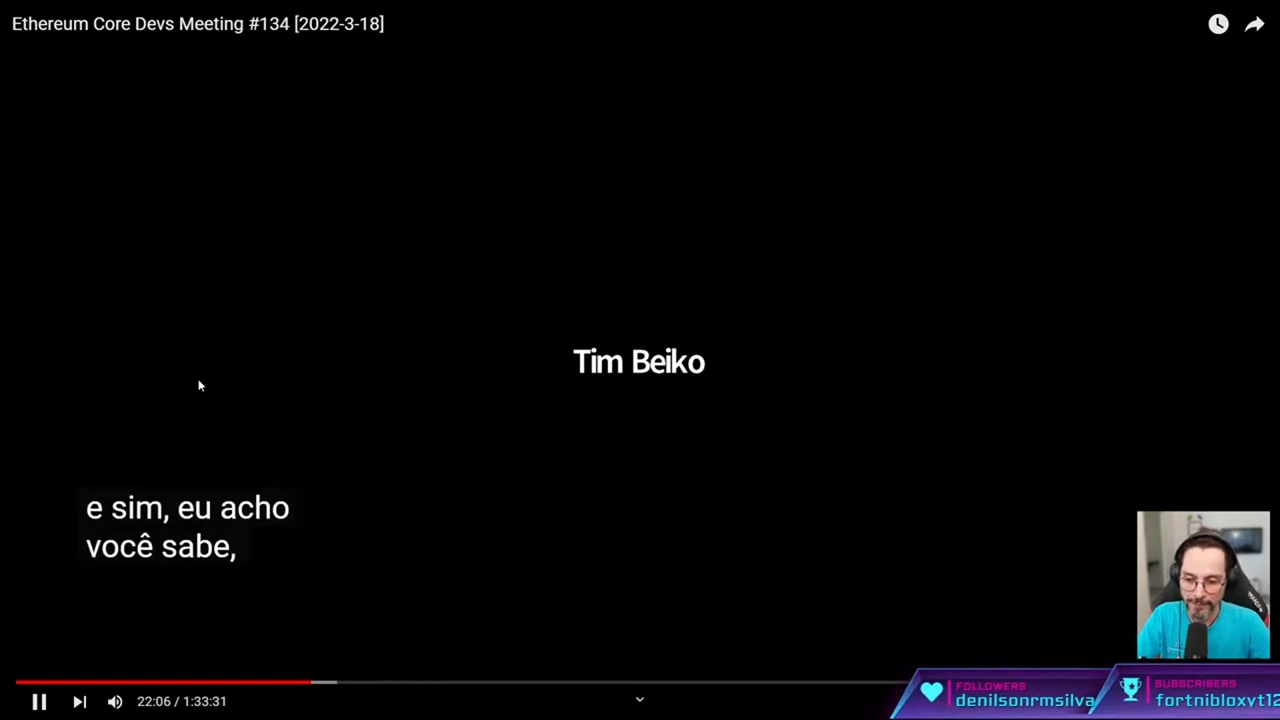 Ethereum Core Devs Meeting #134 [2022-3-18]
Tim Beiko
e sim, eu acho
você sabe,
22:06 / 1:33:31
FOLLOWERS
denilsonrmsilva
SUBSCRIBERS
fortnibloxyt12